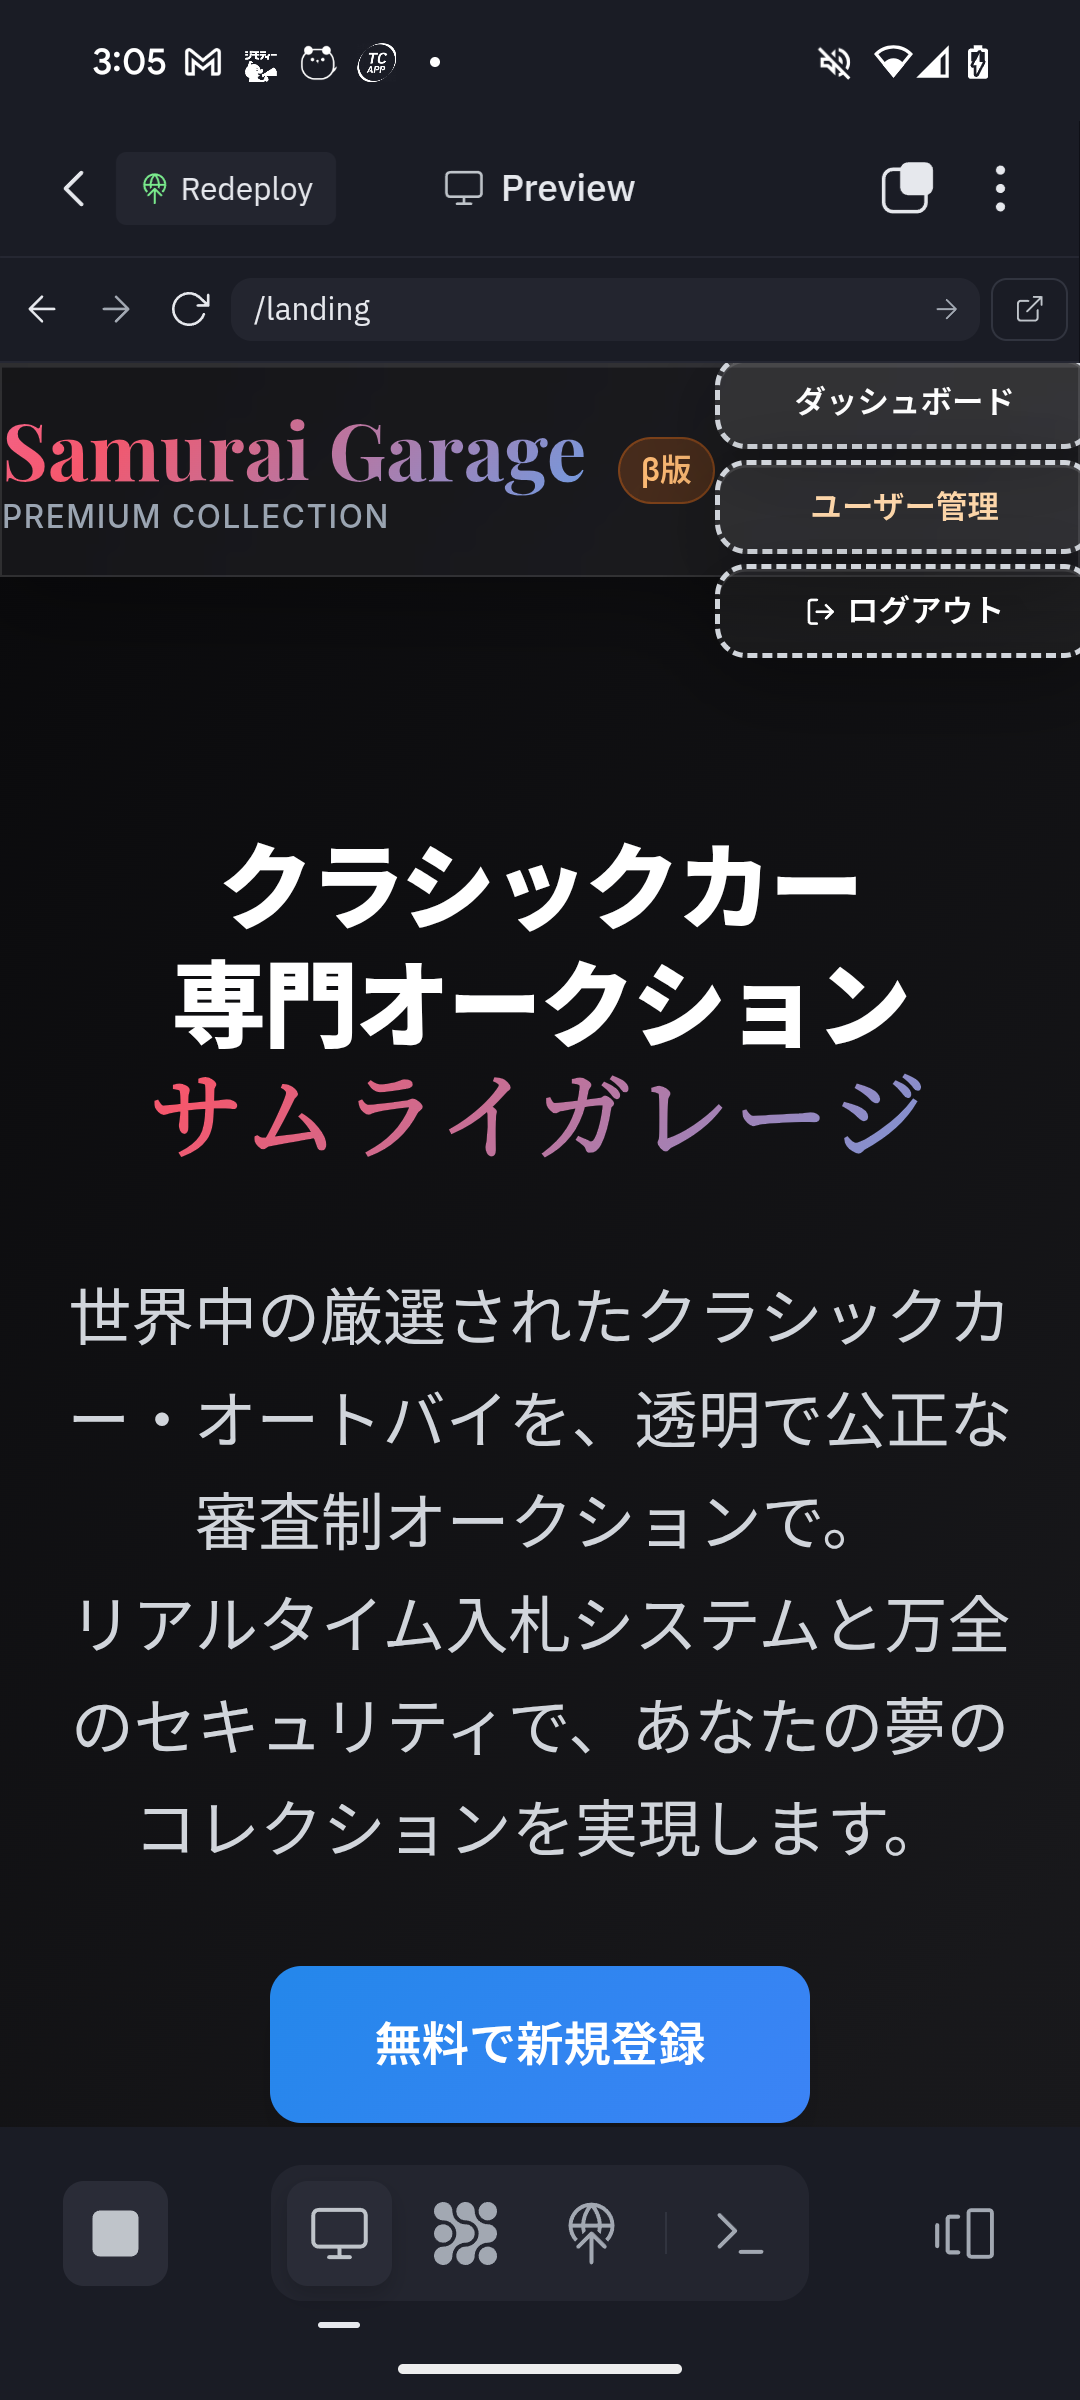 3:05
ジモティー
TC
APP
Redeploy
Preview
/landing
Samurai Garage
PREMIUM COLLECTION
β版
ダッシュボード
ユーザー管理
ログアウト
クラシックカー
専門オークション
サムライガレージ
世界中の厳選されたクラシックカ
ー・オートバイを、透明で公正な
審査制オークションで。
リアルタイム入札システムと万全
のセキュリティで、あなたの夢の
コレクションを実現します。
無料で新規登録